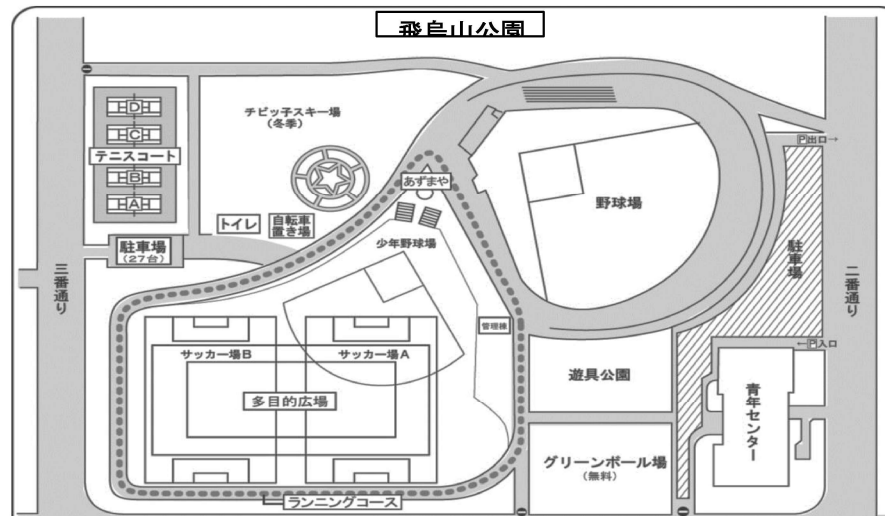 飛鳥山公園
チビッ子スキー場
(冬季)
D
C
テニスコート
B
A
あずまや
P出口→
野球場
トイレ
自転車
置き場
少年野球場
駐車場
(27台)
駐車場
三番通り
二番通り
管理棟
←P入口
サッカー場B
サッカー場A
遊具公園
多目的広場
青年センター
グリーンボール場
(無料)
ランニングコース